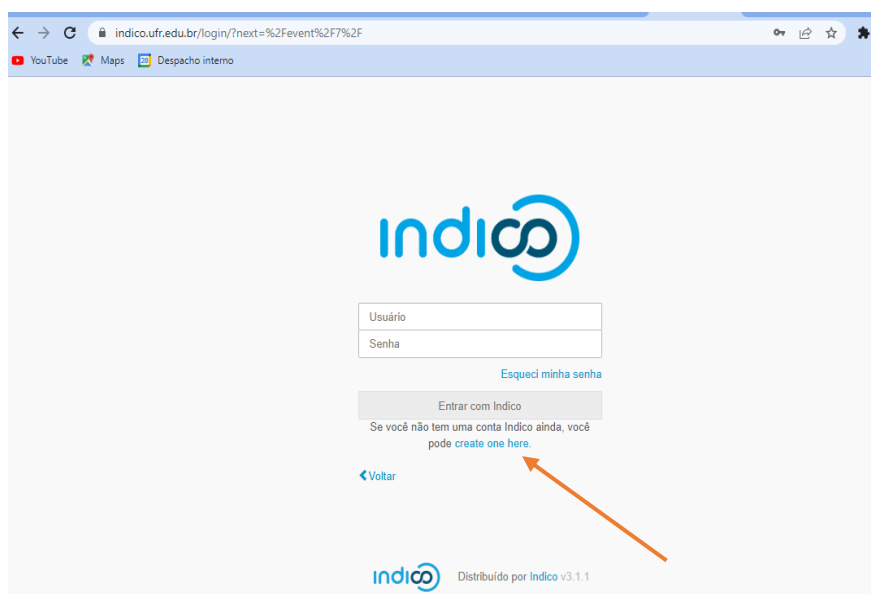 indico.ufr.edu.br/login/?next=%2Fevent%2F7%2F
YouTube Maps 28 Despacho interno
indico
Usuário
Senha
Esqueci minha senha
Entrar com Indico
Se você não tem uma conta Indico ainda, você
pode create one here.
Voltar
indico Distribuído por Indico v3.1.1